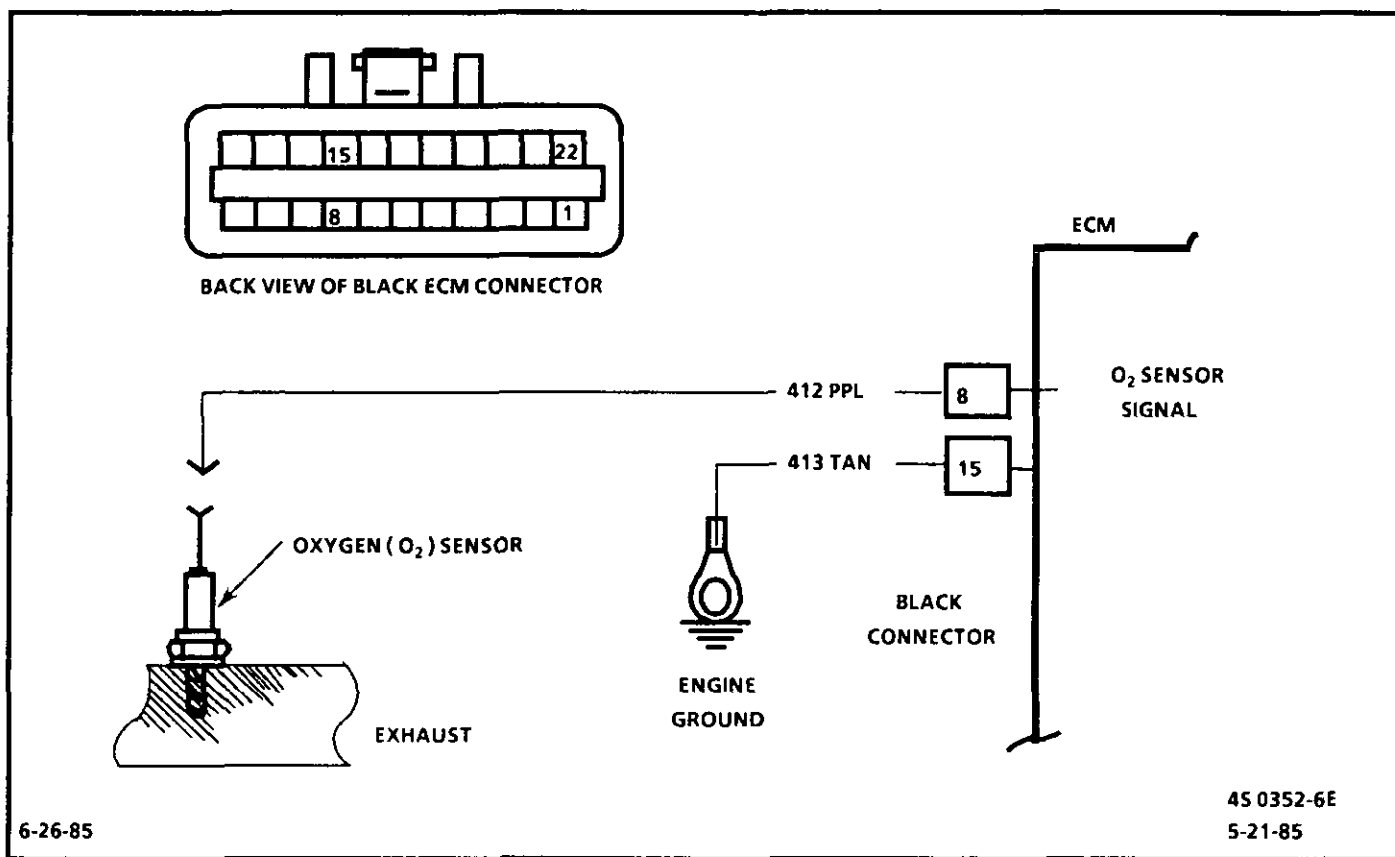 15 22
8 1
BACK VIEW OF BLACK ECM CONNECTOR
ECM
412 PPL 8
O₂ SENSOR
SIGNAL
413 TAN 15
OXYGEN (O₂) SENSOR
BLACK
CONNECTOR
ENGINE
GROUND
EXHAUST
6-26-85
4S 0352-6E
5-21-85